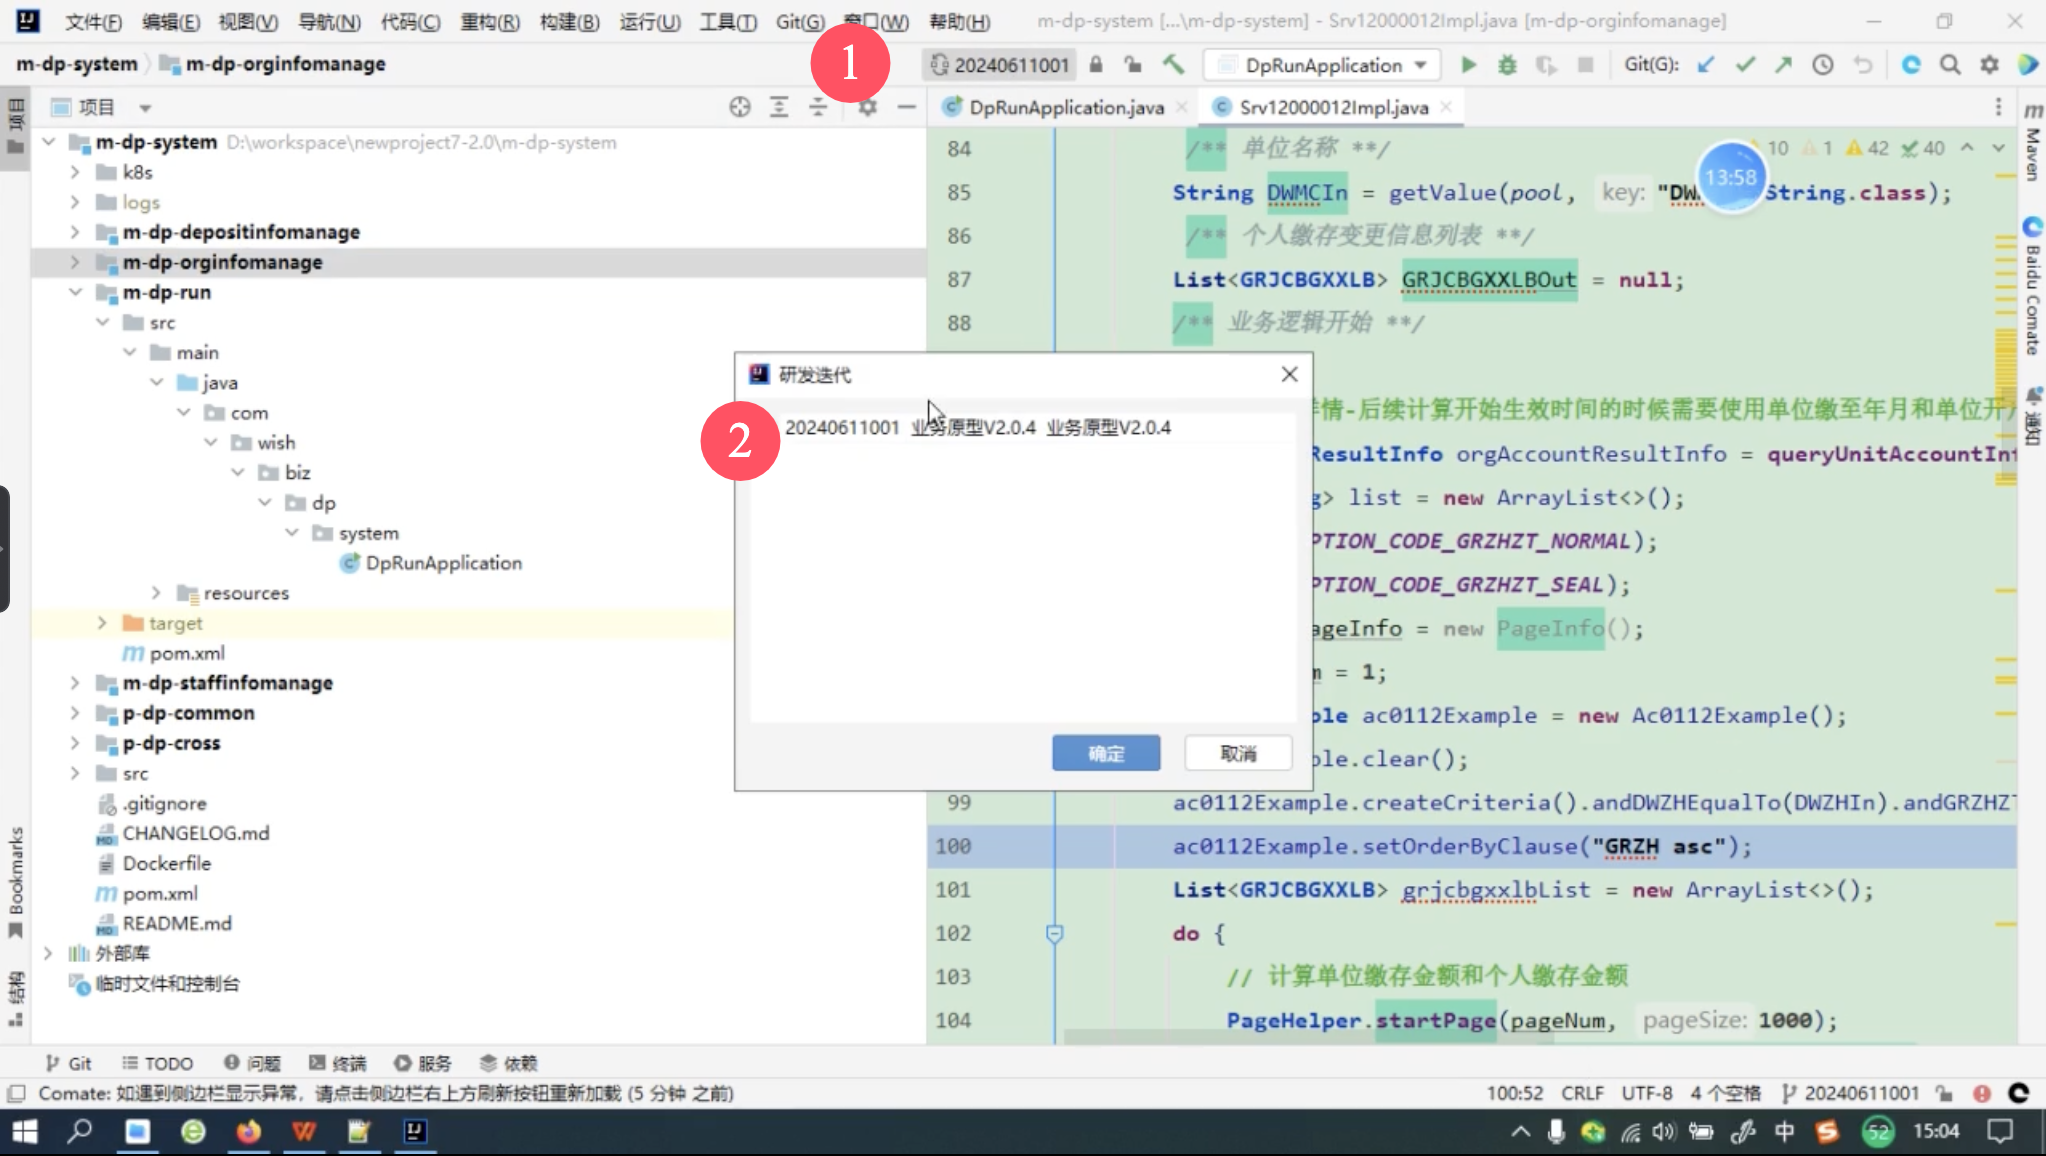 文件(F) 编辑(E) 视图(V) 导航(N) 代码(C) 重构(R) 构建(B) 运行(U) 工具(T) Git(G) 窗口(W) 帮助(H) m-dp-system [...\m-dp-system] - Srv12000012Impl.java [m-dp-orginfomanage]
m-dp-system m-dp-orginfomanage
1
20240611001 DpRunApplication Git(G):
项目
项目
DpRunApplication.java Srv12000012Impl.java
m-dp-system D:\workspace\newproject7-2.0\m-dp-system
k8s
logs
m-dp-depositinfomanage
m-dp-orginfomanage
m-dp-run
src
main
java
com
wish
biz
dp
system
DpRunApplication
resources
target
pom.xml
m-dp-staffinfomanage
p-dp-common
p-dp-cross
src
.gitignore
CHANGELOG.md
Dockerfile
pom.xml
README.md
外部库
临时文件和控制台
Bookmarks
结构
84 /** 单位名称 **/
10 1 42 40
13:58
85 String DWMCIn = getValue(pool, key: "DW String.class);
86 /** 个人缴存变更信息列表 **/
87 List<GRJCBGXXLB> GRJCBGXXLBOut = null;
88 /** 业务逻辑开始 **/
详情-后续计算开始生效时间的时候需要使用单位缴至年月和单位开
ResultInfo orgAccountResultInfo = queryUnitAccountIn
g> list = new ArrayList<>();
PTION_CODE_GRZHZT_NORMAL);
PTION_CODE_GRZHZT_SEAL);
ageInfo = new PageInfo();
m = 1;
ple ac0112Example = new Ac0112Example();
ple.clear();
99 ac0112Example.createCriteria().andDWZHEqualTo(DWZHIn).andGRZHZT
100 ac0112Example.setOrderByClause("GRZH asc");
101 List<GRJCBGXXLB> grjcbgxxlbList = new ArrayList<>();
102 do {
103 // 计算单位缴存金额和个人缴存金额
104 PageHelper.startPage(pageNum, pageSize: 1000);
研发迭代
2
20240611001 业务原型V2.0.4 业务原型V2.0.4
确定 取消
m
Maven
Baidu Comate
通知
Git TODO 问题 终端 服务 依赖
Comate: 如遇到侧边栏显示异常，请点击侧边栏右上方刷新按钮重新加载 (5 分钟 之前) 100:52 CRLF UTF-8 4 个空格 20240611001
中 52 15:04